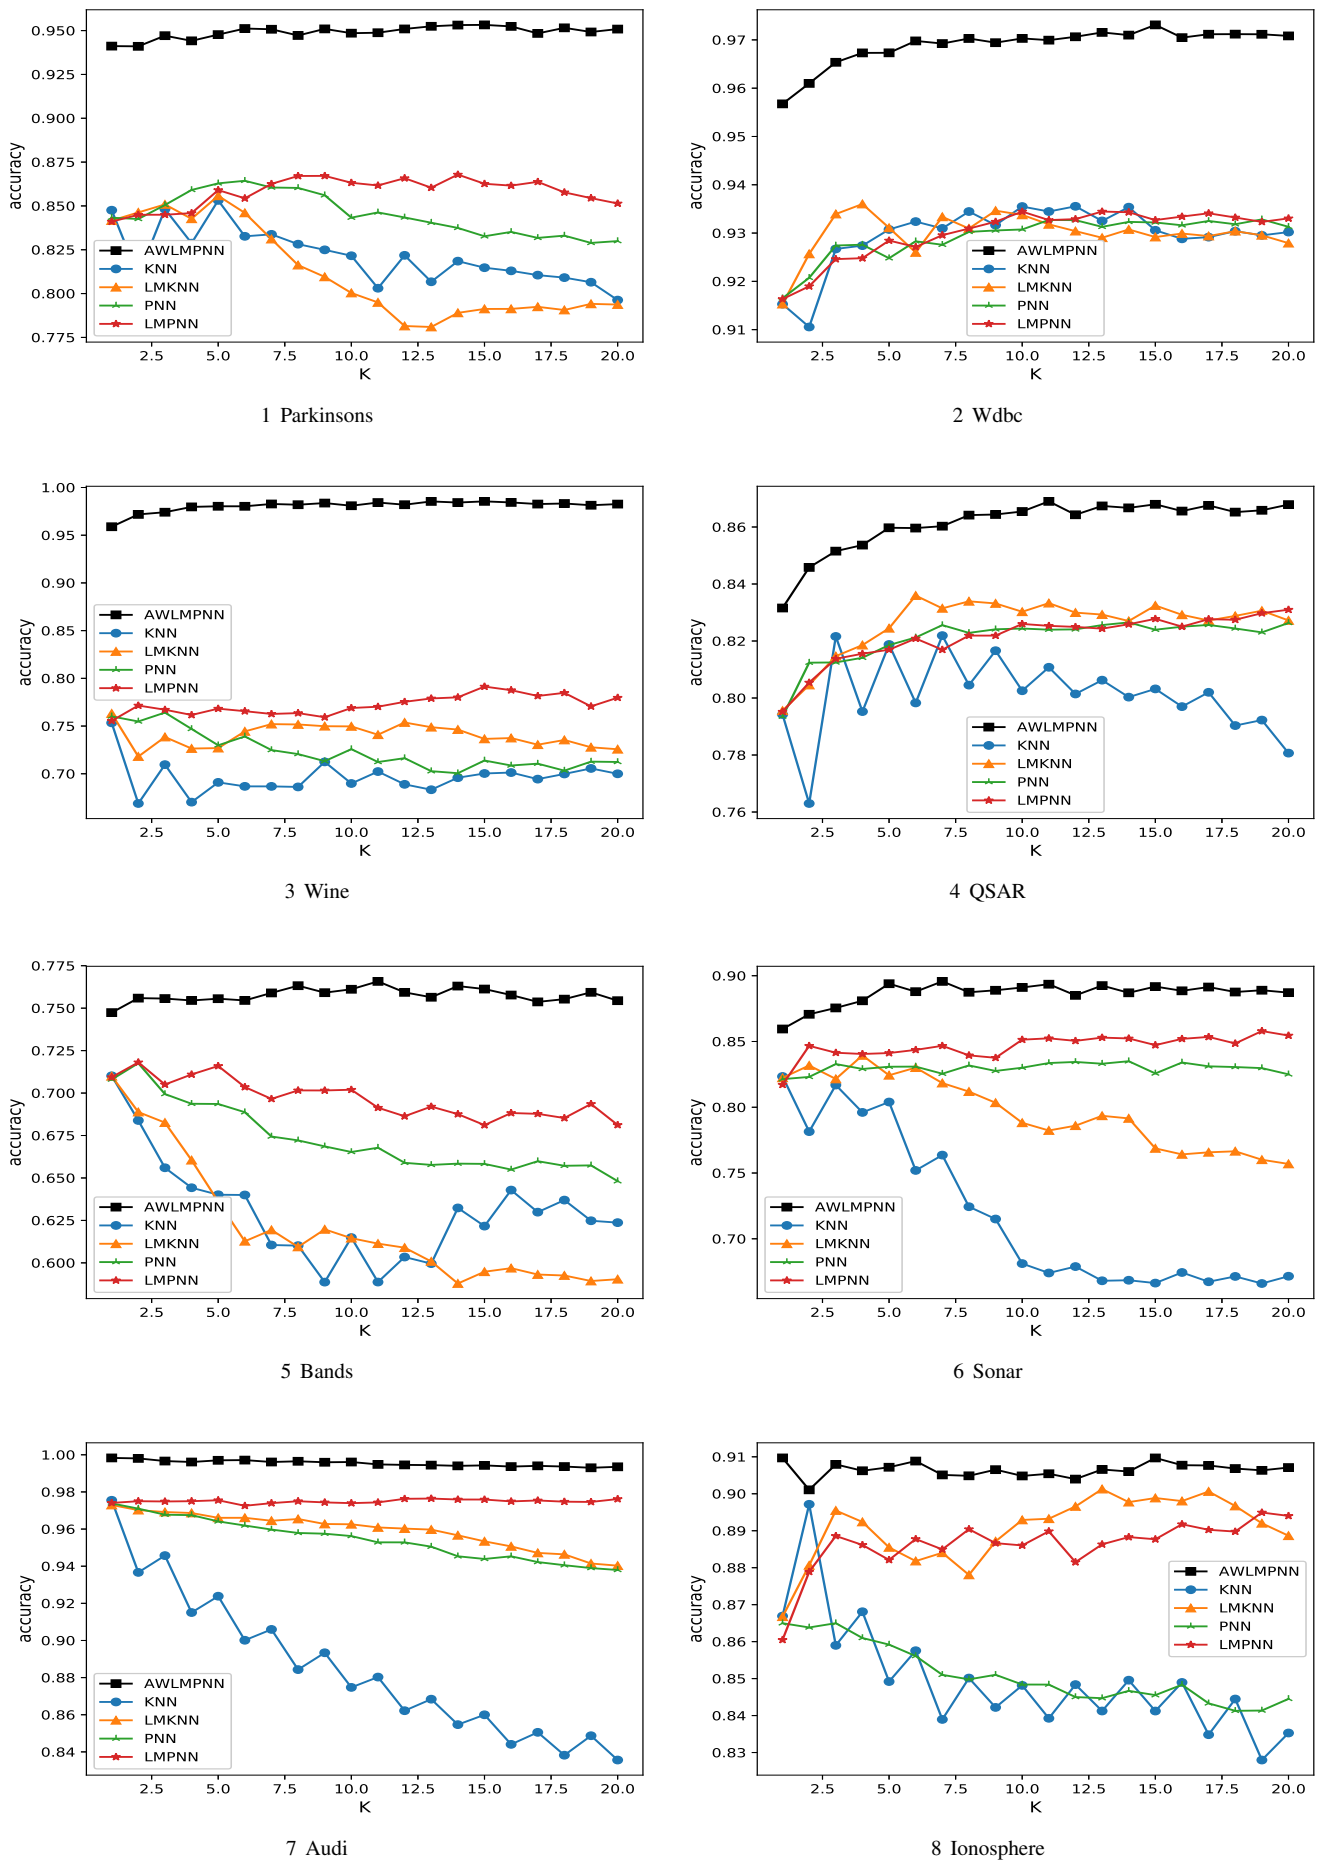 0.950
0.925
0.900
0.875
0.850
0.825
0.800
0.775
accuracy
AWLMPNN
KNN
LMKNN
PNN
LMPNN
2.5 5.0 7.5 10.0 12.5 15.0 17.5 20.0
K
1 Parkinsons
0.97
0.96
0.95
0.94
0.93
0.92
0.91
accuracy
AWLMPNN
KNN
LMKNN
PNN
LMPNN
2.5 5.0 7.5 10.0 12.5 15.0 17.5 20.0
K
2 Wdbc
1.00
0.95
0.90
0.85
0.80
0.75
0.70
accuracy
AWLMPNN
KNN
LMKNN
PNN
LMPNN
2.5 5.0 7.5 10.0 12.5 15.0 17.5 20.0
K
3 Wine
0.86
0.84
0.82
0.80
0.78
0.76
accuracy
AWLMPNN
KNN
LMKNN
PNN
LMPNN
2.5 5.0 7.5 10.0 12.5 15.0 17.5 20.0
K
4 QSAR
0.775
0.750
0.725
0.700
0.675
0.650
0.625
0.600
accuracy
AWLMPNN
KNN
LMKNN
PNN
LMPNN
2.5 5.0 7.5 10.0 12.5 15.0 17.5 20.0
K
5 Bands
0.90
0.85
0.80
0.75
0.70
accuracy
AWLMPNN
KNN
LMKNN
PNN
LMPNN
2.5 5.0 7.5 10.0 12.5 15.0 17.5 20.0
K
6 Sonar
1.00
0.98
0.96
0.94
0.92
0.90
0.88
0.86
0.84
accuracy
AWLMPNN
KNN
LMKNN
PNN
LMPNN
2.5 5.0 7.5 10.0 12.5 15.0 17.5 20.0
K
7 Audi
0.91
0.90
0.89
0.88
0.87
0.86
0.85
0.84
0.83
accuracy
AWLMPNN
KNN
LMKNN
PNN
LMPNN
2.5 5.0 7.5 10.0 12.5 15.0 17.5 20.0
K
8 Ionosphere